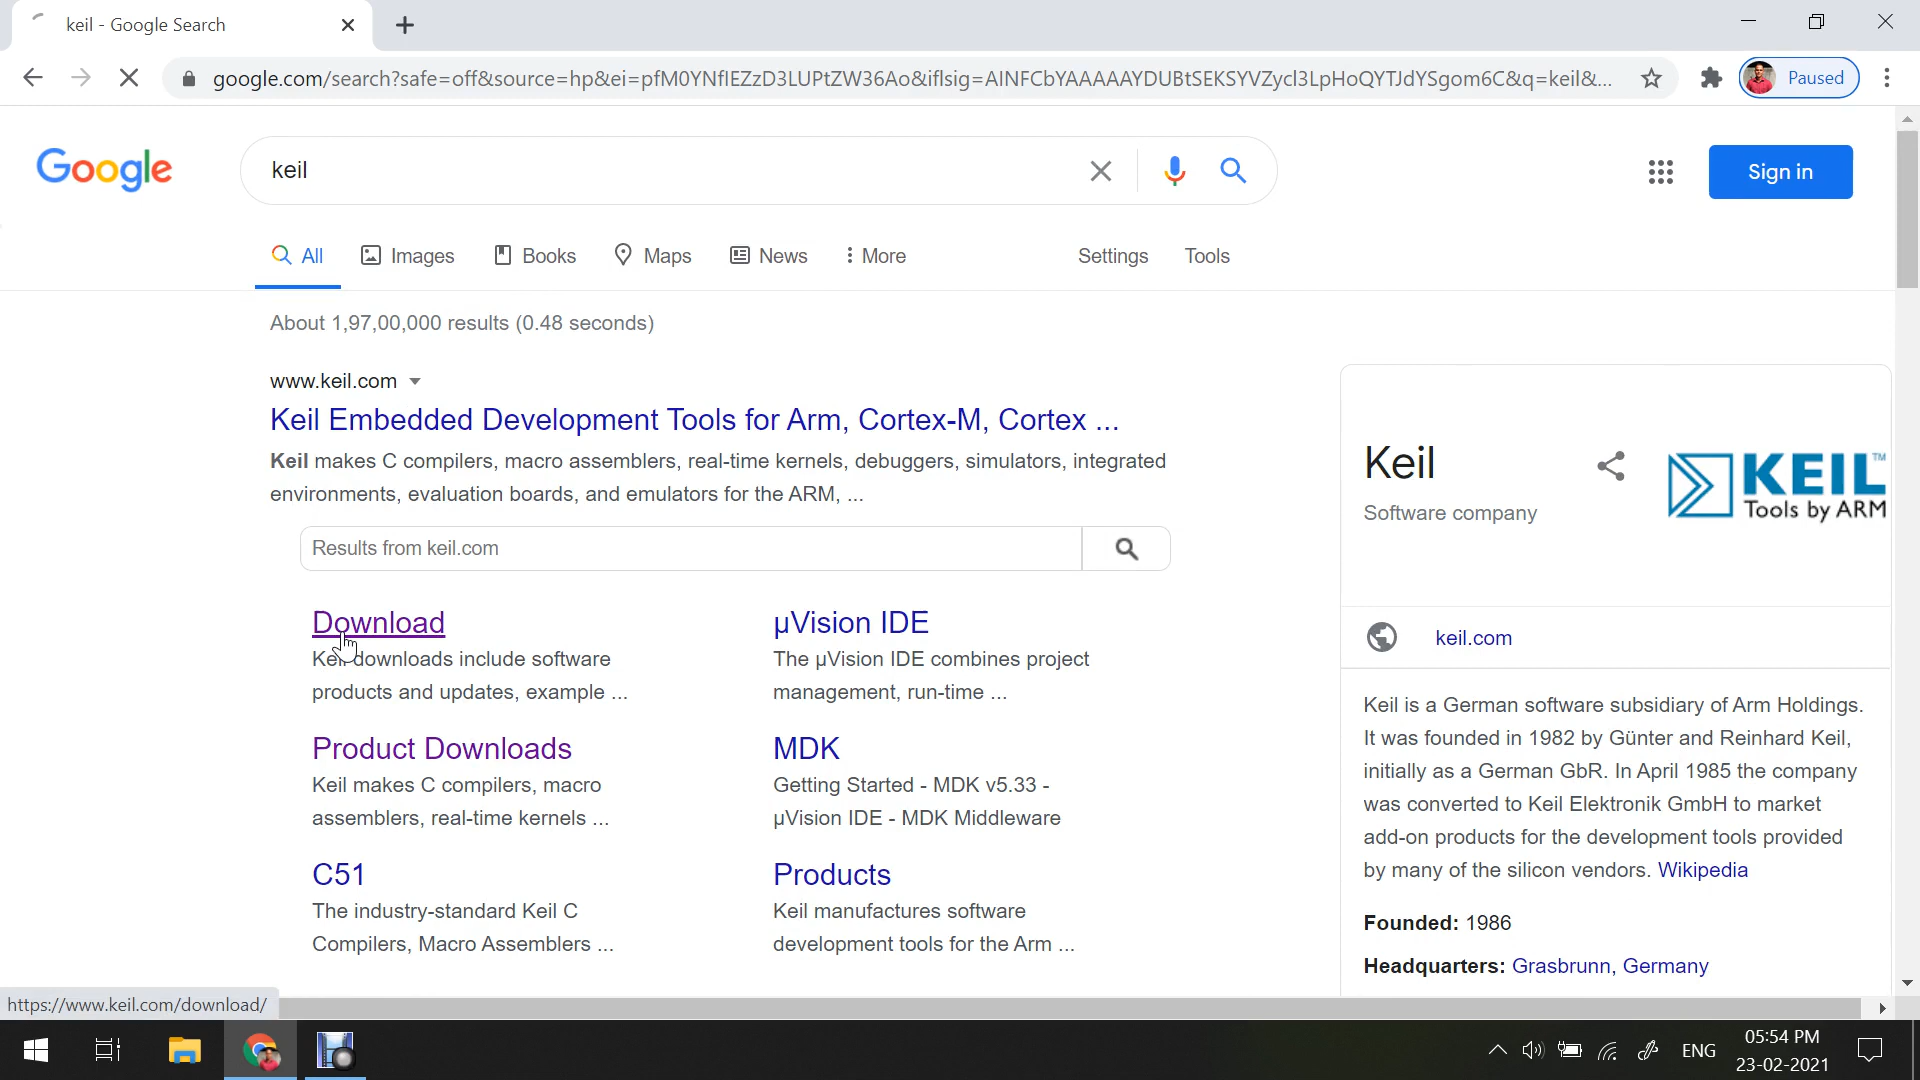 keil - Google Search
google.com/search?safe=off&source=hp&ei=pfM0YNflEZzD3LUPtZW36Ao&iflsig=AINFCbYAAAAAYDUBtSEKSYVZycl3LpHoQYTJdYSgom6C&q=keil&...
Paused
Google
keil
Sign in
All
Images
Books
Maps
News
More
Settings
Tools
About 1,97,00,000 results (0.48 seconds)
www.keil.com
Keil Embedded Development Tools for Arm, Cortex-M, Cortex ...
Keil makes C compilers, macro assemblers, real-time kernels, debuggers, simulators, integrated
environments, evaluation boards, and emulators for the ARM, ...
Results from keil.com
Download
Keil downloads include software
products and updates, example ...
µVision IDE
The µVision IDE combines project
management, run-time ...
Product Downloads
Keil makes C compilers, macro
assemblers, real-time kernels ...
MDK
Getting Started - MDK v5.33 -
µVision IDE - MDK Middleware
C51
The industry-standard Keil C
Compilers, Macro Assemblers ...
Products
Keil manufactures software
development tools for the Arm ...
Keil
Software company
KEIL™
Tools by ARM
keil.com
Keil is a German software subsidiary of Arm Holdings.
It was founded in 1982 by Günter and Reinhard Keil,
initially as a German GbR. In April 1985 the company
was converted to Keil Elektronik GmbH to market
add-on products for the development tools provided
by many of the silicon vendors. Wikipedia
Founded: 1986
Headquarters: Grasbrunn, Germany
https://www.keil.com/download/
ENG
05:54 PM
23-02-2021